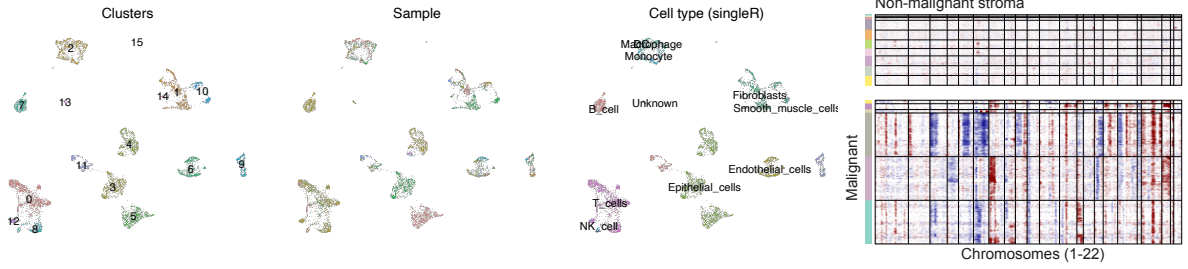 Clusters
2
15
7
13
14
1
10
4
11
3
6
9
0
12
8
5
Sample
Cell type (singleR)
Macrophage
DC
Monocyte
B_cell
Unknown
Fibroblasts
Smooth_muscle_cells
Endothelial_cells
Epithelial_cells
T_cells
NK_cell
Non-malignant stroma
Malignant
Chromosomes (1-22)